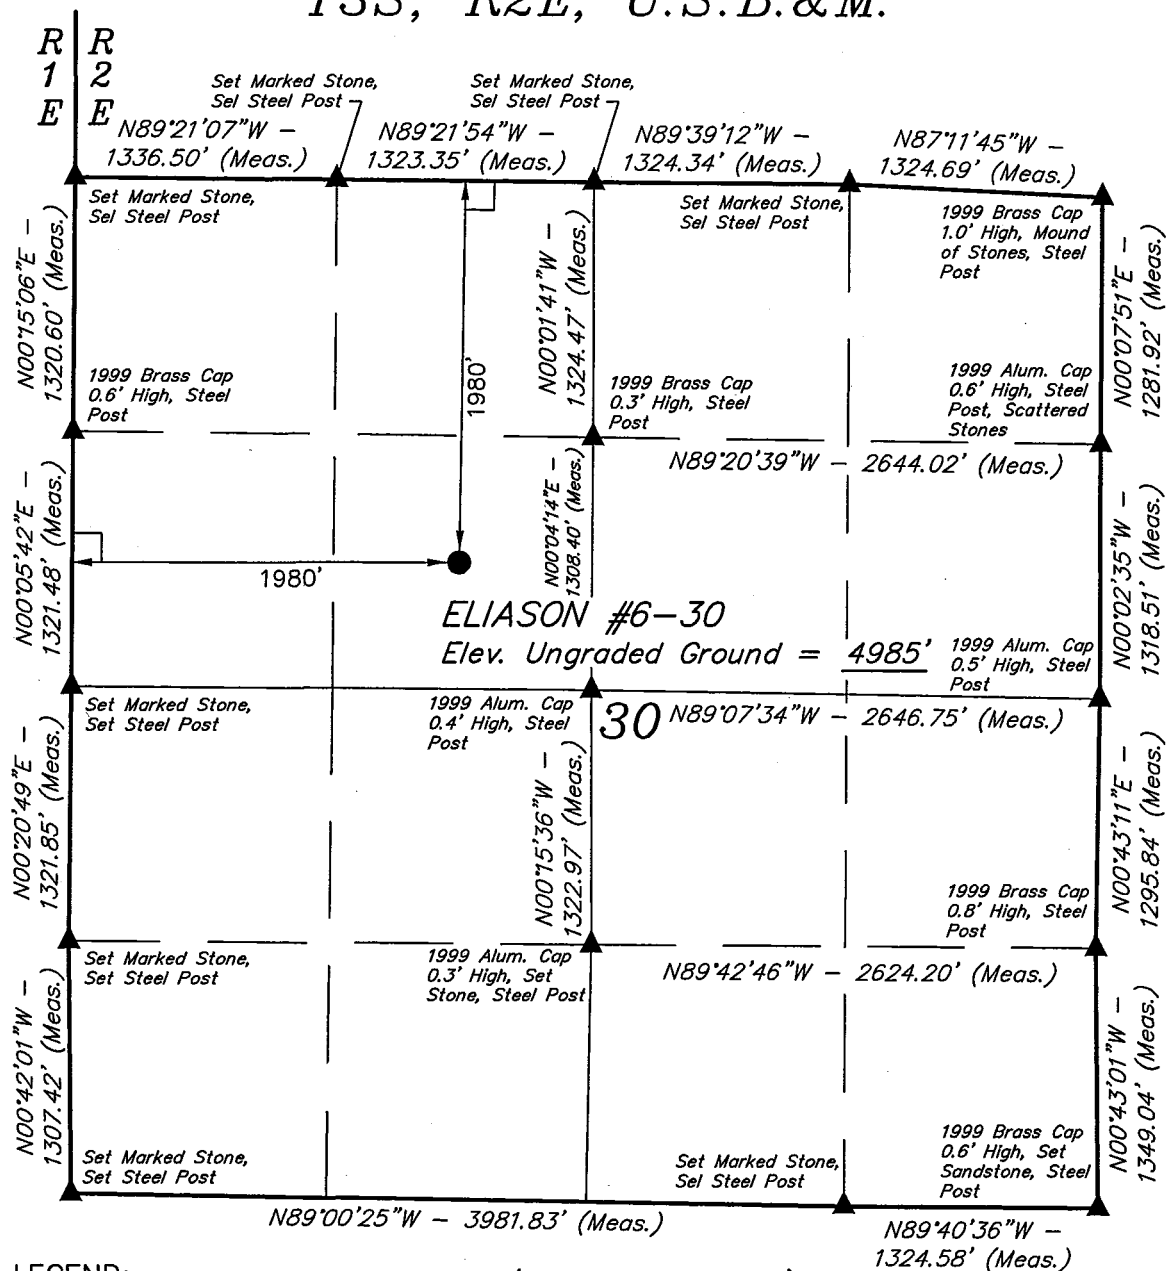 T3S, R2E, U.S.B.&M.
R R
1 2
E E
Set Marked Stone,
Sel Steel Post
Set Marked Stone,
Sel Steel Post
N89°21'07"W –
1336.50' (Meas.)
N89°21'54"W –
1323.35' (Meas.)
N89°39'12"W –
1324.34' (Meas.)
N87°11'45"W –
1324.69' (Meas.)
Set Marked Stone,
Sel Steel Post
Set Marked Stone,
Sel Steel Post
1999 Brass Cap
1.0' High, Mound
of Stones, Steel
Post
N00°15'06"E –
1320.60' (Meas.)
1980'
N00°01'41"W –
1324.47' (Meas.)
N00°07'51"E –
1281.92' (Meas.)
1999 Brass Cap
0.6' High, Steel
Post
1999 Brass Cap
0.3' High, Steel
Post
1999 Alum. Cap
0.6' High, Steel
Post, Scattered
Stones
N89°20'39"W – 2644.02' (Meas.)
N00°05'42"E –
1321.48' (Meas.)
N00°04'14"E –
1308.40' (Meas.)
N00°02'35"W –
1318.51' (Meas.)
1980'
ELIASON #6–30
Elev. Ungraded Ground = 4985'
1999 Alum. Cap
0.5' High, Steel
Post
Set Marked Stone,
Set Steel Post
1999 Alum. Cap
0.4' High, Steel
Post
30
N89°07'34"W – 2646.75' (Meas.)
N00°20'49"E –
1321.85' (Meas.)
N00°15'36"W –
1322.97' (Meas.)
N00°43'11"E –
1295.84' (Meas.)
1999 Brass Cap
0.8' High, Steel
Post
Set Marked Stone,
Set Steel Post
1999 Alum. Cap
0.3' High, Set
Stone, Steel Post
N89°42'46"W – 2624.20' (Meas.)
N00°42'01"W –
1307.42' (Meas.)
N00°43'01"W –
1349.04' (Meas.)
Set Marked Stone,
Set Steel Post
Set Marked Stone,
Sel Steel Post
1999 Brass Cap
0.6' High, Set
Sandstone, Steel
Post
N89°00'25"W – 3981.83' (Meas.)
N89°40'36"W –
1324.58' (Meas.)
LEGEND: